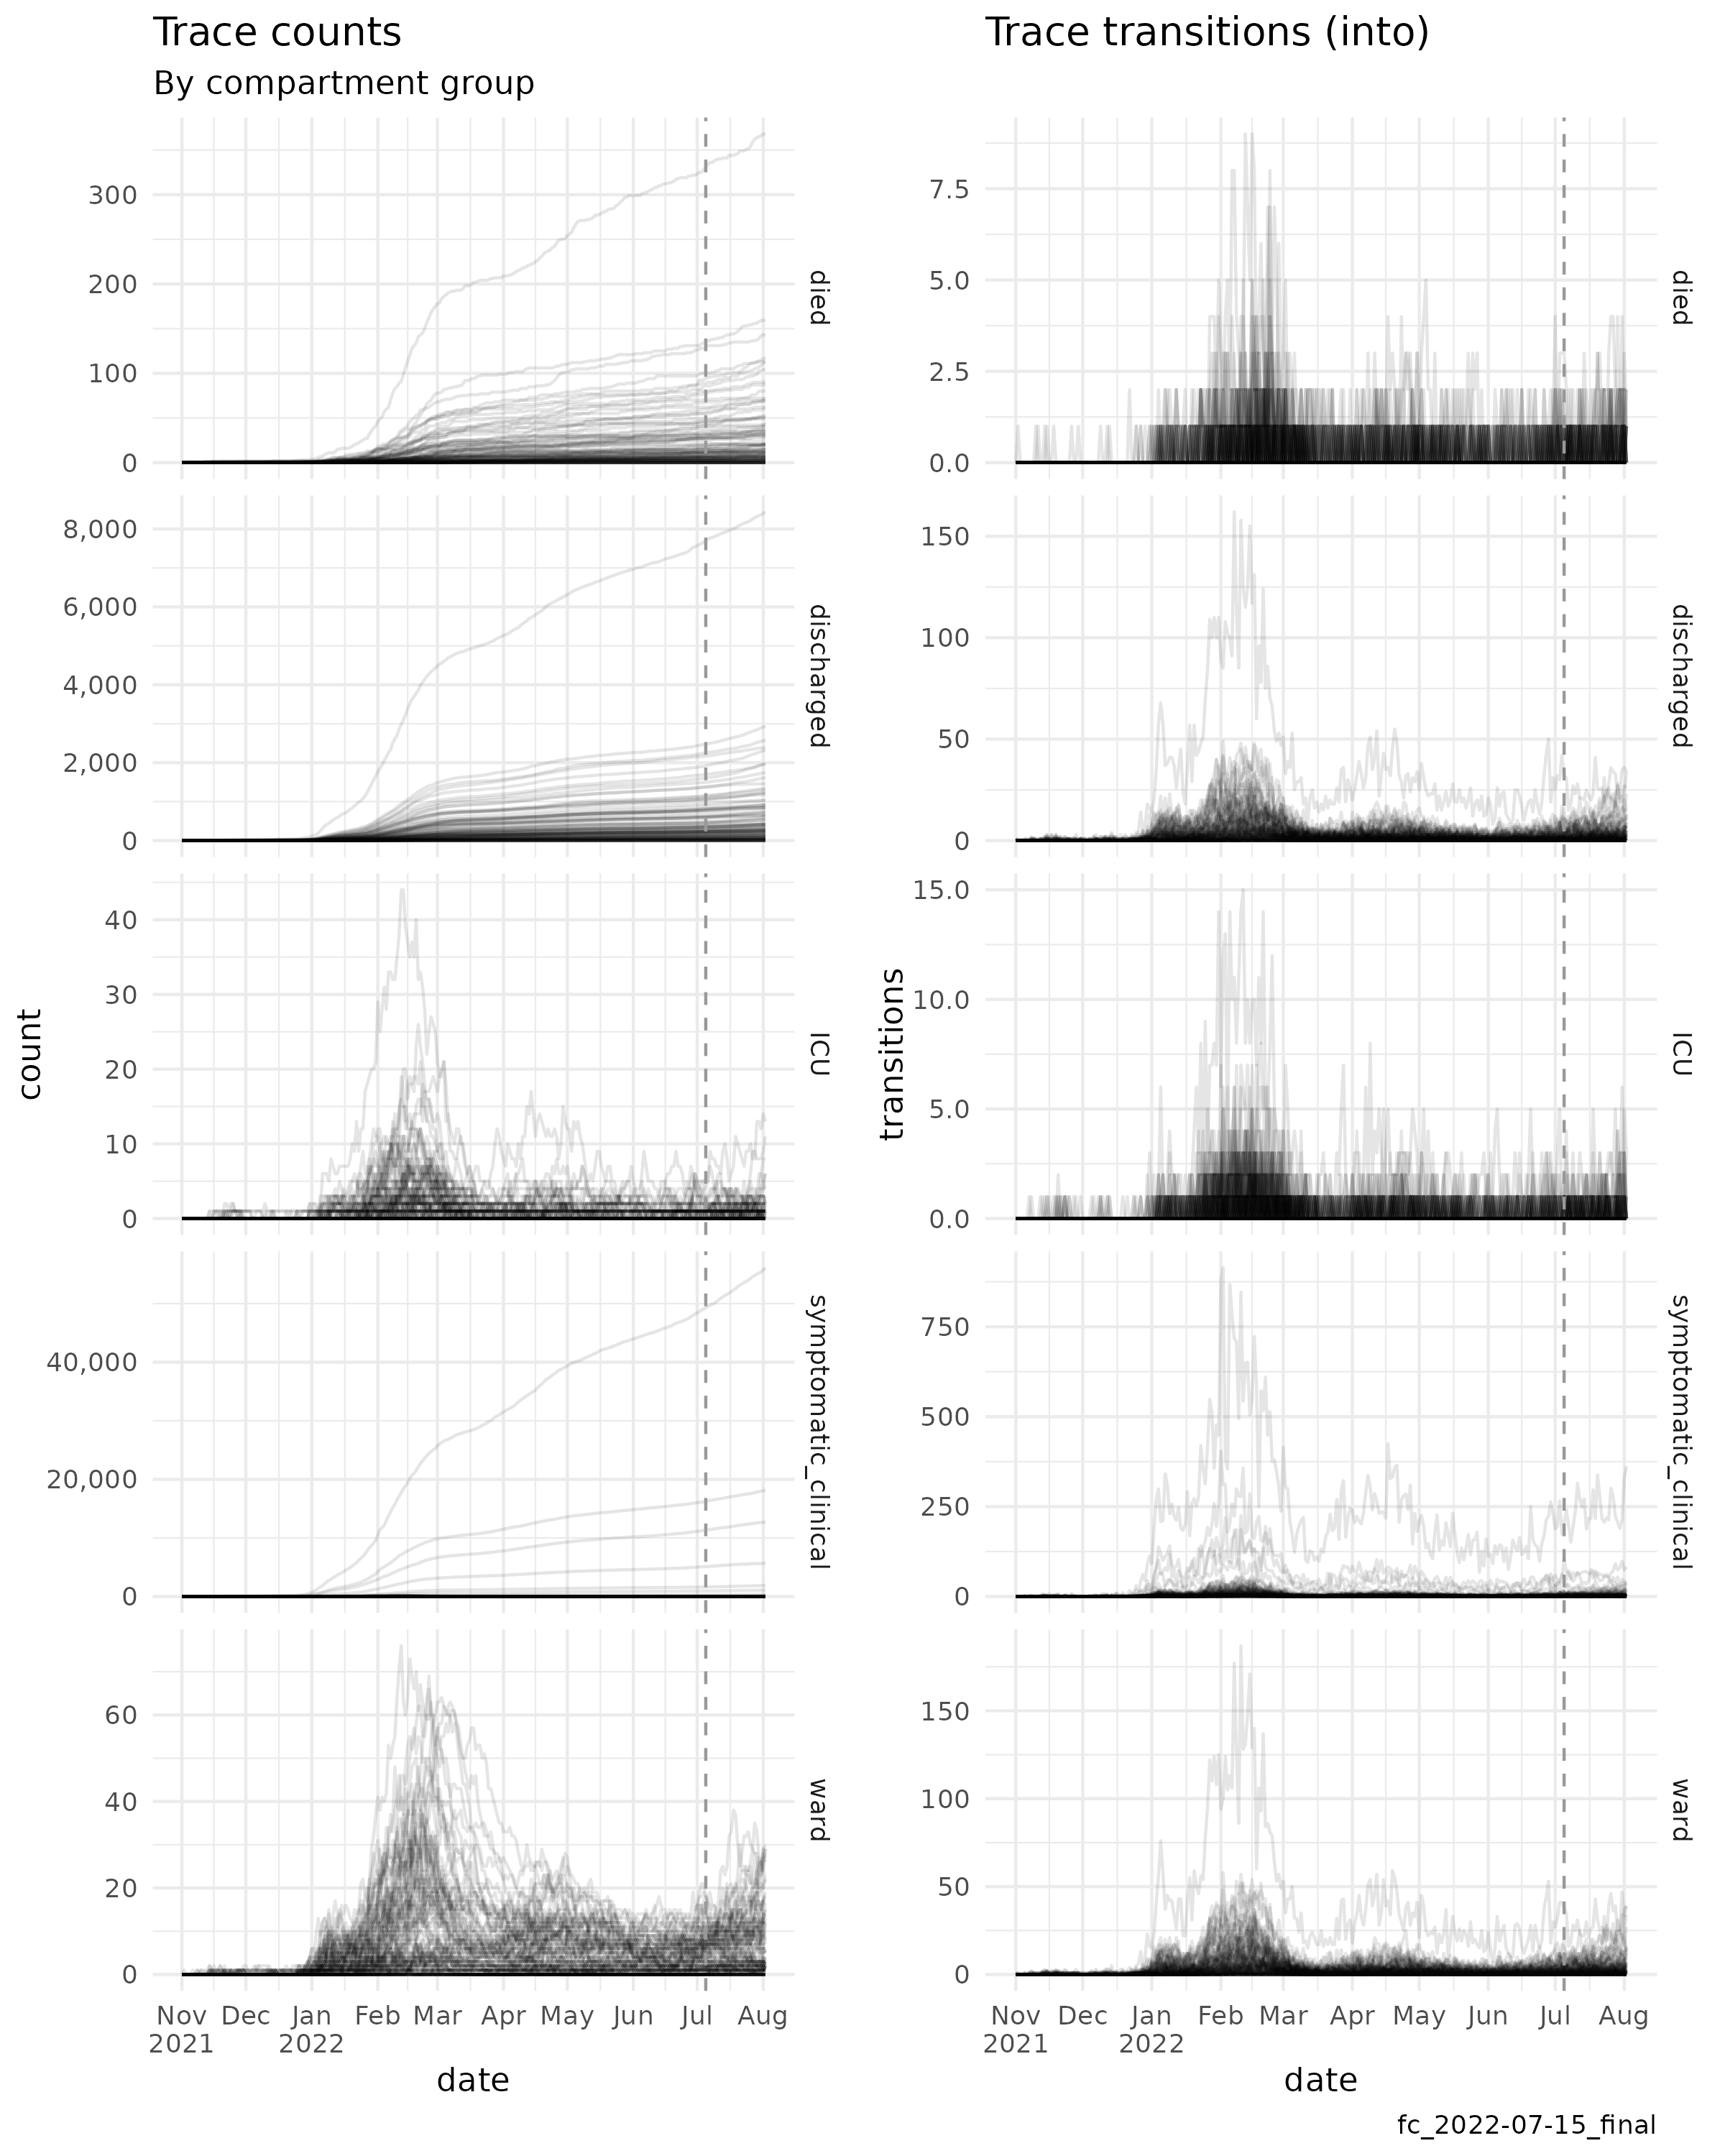 Trace counts
By compartment group
Trace transitions (into)
count
300
200
100
0
died
8,000
6,000
4,000
2,000
0
discharged
40
30
20
10
0
ICU
40,000
20,000
0
symptomatic_clinical
60
40
20
0
ward
Nov Dec Jan Feb Mar Apr May Jun Jul Aug
2021 2022
date
transitions
7.5
5.0
2.5
0.0
died
150
100
50
0
discharged
15.0
10.0
5.0
0.0
ICU
750
500
250
0
symptomatic_clinical
150
100
50
0
ward
Nov Dec Jan Feb Mar Apr May Jun Jul Aug
2021 2022
date
fc_2022-07-15_final